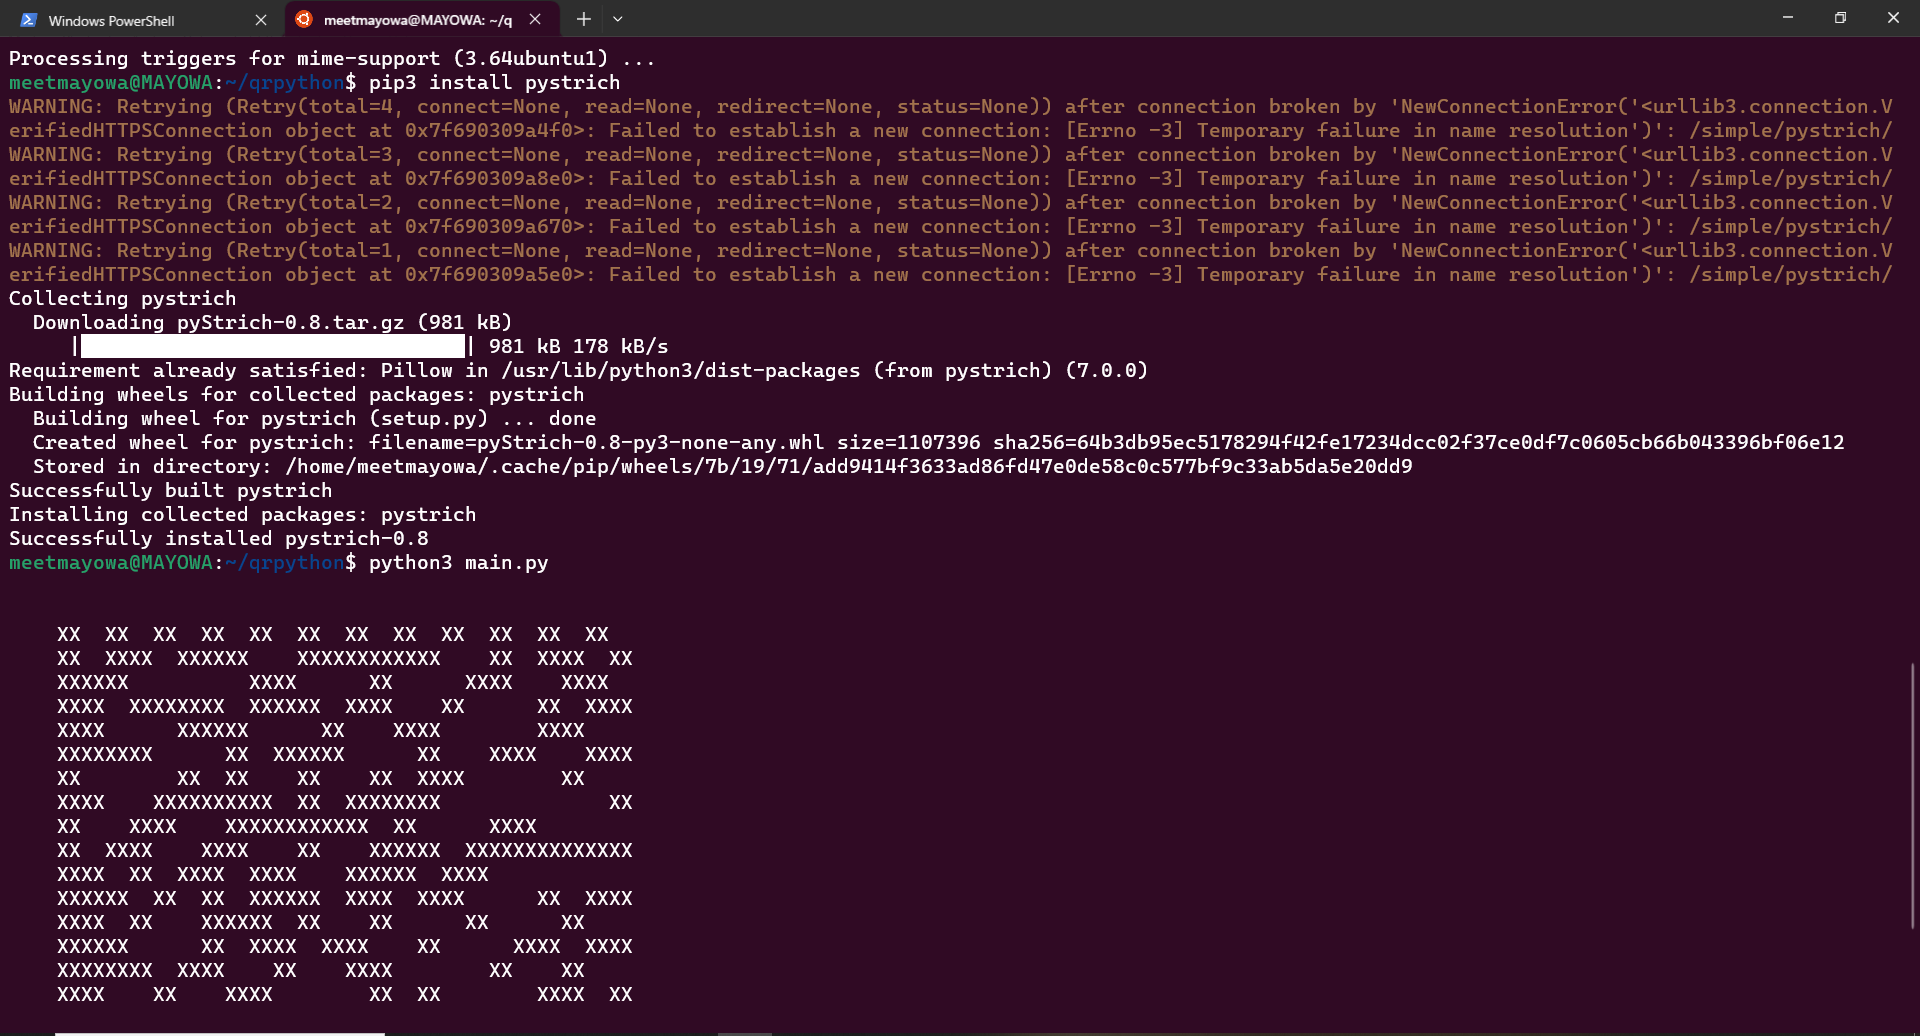 Windows PowerShell
meetmayowa@MAYOWA: ~/q
Processing triggers for mime-support (3.64ubuntu1) ...
meetmayowa@MAYOWA:~/qrpython$ pip3 install pystrich
WARNING: Retrying (Retry(total=4, connect=None, read=None, redirect=None, status=None)) after connection broken by 'NewConnectionError('<urllib3.connection.V
erifiedHTTPSConnection object at 0x7f690309a4f0>: Failed to establish a new connection: [Errno -3] Temporary failure in name resolution')': /simple/pystrich/
WARNING: Retrying (Retry(total=3, connect=None, read=None, redirect=None, status=None)) after connection broken by 'NewConnectionError('<urllib3.connection.V
erifiedHTTPSConnection object at 0x7f690309a8e0>: Failed to establish a new connection: [Errno -3] Temporary failure in name resolution')': /simple/pystrich/
WARNING: Retrying (Retry(total=2, connect=None, read=None, redirect=None, status=None)) after connection broken by 'NewConnectionError('<urllib3.connection.V
erifiedHTTPSConnection object at 0x7f690309a670>: Failed to establish a new connection: [Errno -3] Temporary failure in name resolution')': /simple/pystrich/
WARNING: Retrying (Retry(total=1, connect=None, read=None, redirect=None, status=None)) after connection broken by 'NewConnectionError('<urllib3.connection.V
erifiedHTTPSConnection object at 0x7f690309a5e0>: Failed to establish a new connection: [Errno -3] Temporary failure in name resolution')': /simple/pystrich/
Collecting pystrich
  Downloading pyStrich-0.8.tar.gz (981 kB)
     |                                | 981 kB 178 kB/s
Requirement already satisfied: Pillow in /usr/lib/python3/dist-packages (from pystrich) (7.0.0)
Building wheels for collected packages: pystrich
  Building wheel for pystrich (setup.py) ... done
  Created wheel for pystrich: filename=pyStrich-0.8-py3-none-any.whl size=1107396 sha256=64b3db95ec5178294f42fe17234dcc02f37ce0df7c0605cb66b043396bf06e12
  Stored in directory: /home/meetmayowa/.cache/pip/wheels/7b/19/71/add9414f3633ad86fd47e0de58c0c577bf9c33ab5da5e20dd9
Successfully built pystrich
Installing collected packages: pystrich
Successfully installed pystrich-0.8
meetmayowa@MAYOWA:~/qrpython$ python3 main.py
    XX  XX  XX  XX  XX  XX  XX  XX  XX  XX  XX  XX
    XX  XXXX  XXXXXX    XXXXXXXXXXXX    XX  XXXX  XX
    XXXXXX          XXXX      XX      XXXX    XXXX
    XXXX  XXXXXXXX  XXXXXX  XXXX    XX      XX  XXXX
    XXXX      XXXXXX      XX    XXXX        XXXX
    XXXXXXXX      XX  XXXXXX      XX    XXXX    XXXX
    XX        XX  XX    XX    XX  XXXX        XX
    XXXX    XXXXXXXXXX  XX  XXXXXXXX              XX
    XX    XXXX    XXXXXXXXXXXX  XX      XXXX
    XX  XXXX    XXXX    XX    XXXXXX  XXXXXXXXXXXXXX
    XXXX  XX  XXXX  XXXX    XXXXXX  XXXX
    XXXXXX  XX  XX  XXXXXX  XXXX  XXXX      XX  XXXX
    XXXX  XX    XXXXXX  XX    XX      XX      XX
    XXXXXX      XX  XXXX  XXXX    XX      XXXX  XXXX
    XXXXXXXX  XXXX    XX    XXXX        XX    XX
    XXXX    XX    XXXX        XX  XX        XXXX  XX